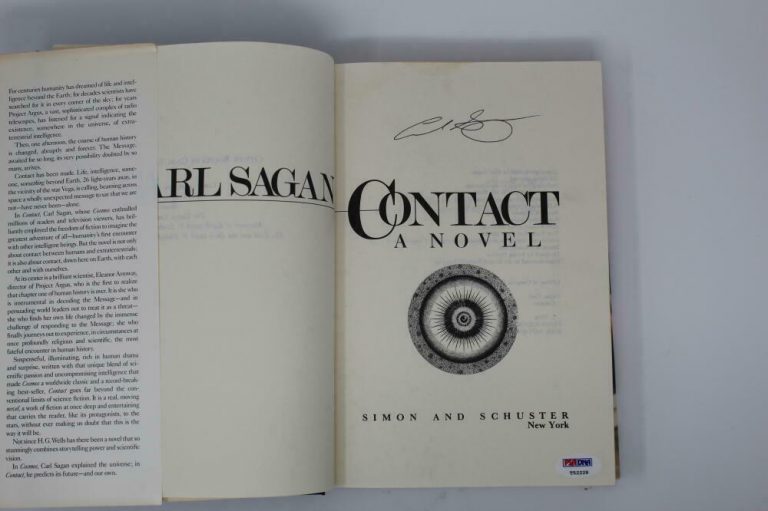 For centuries humanity has dreamed of life and intel-
ligence beyond the Earth; for decades scientists have
searched for it in every corner of the sky; for years
Project Argus, a vast, sophisticated complex of radio
telescopes, has listened for a signal indicating the
existence, somewhere in the universe, of extra-
terrestrial intelligence.
Then, one afternoon, the course of human history
is changed, abruptly and forever. The Message,
awaited for so long, its very possibility doubted by so
many, arrives.
Contact has been made. Life, intelligence, some-
one, something beyond Earth, 26 light-years away, in
the vicinity of the star Vega, is calling, beaming across
space a wholly unexpected message to say that we are
not—have never been—alone.
In Contact, Carl Sagan, whose Cosmos enthralled
millions of readers and television viewers, has bril-
liantly employed the freedom of fiction to imagine the
greatest adventure of all—humanity's first encounter
with other intelligent beings. But the novel is not only
about contact between humans and extraterrestrials;
it is also about contact, down here on Earth, with each
other and with ourselves.
At its center is a brilliant scientist, Eleanor Arroway,
director of Project Argus, who is the first to realize
that chapter one of human history is over. It is she who
is instrumental in decoding the Message—and in
persuading world leaders not to treat it as a threat—
she who finds her own life changed by the immense
challenge of responding to the Message; she who
finally journeys out to experience, in circumstances at
once profoundly religious and scientific, the most
fateful encounter in human history.
Suspenseful, illuminating, rich in human drama
and surprise, written with that unique blend of sci-
entific passion and uncompromising intelligence that
made Cosmos a worldwide classic and a record-break-
ing best-seller, Contact goes far beyond the con-
ventional limits of science fiction. It is a real, moving
novel, a work of fiction at once deep and entertaining
that carries the reader, like its protagonist, to the
stars, without ever making us doubt that this is the
way it will be.
Not since H. G. Wells has there been a novel that so
stunningly combines storytelling power and scientific
vision.
In Cosmos, Carl Sagan explained the universe; in
Contact, he predicts its future—and our own.
ARL SAGAN
CONTACT
A NOVEL
SIMON AND SCHUSTER
New York
PSA DNA